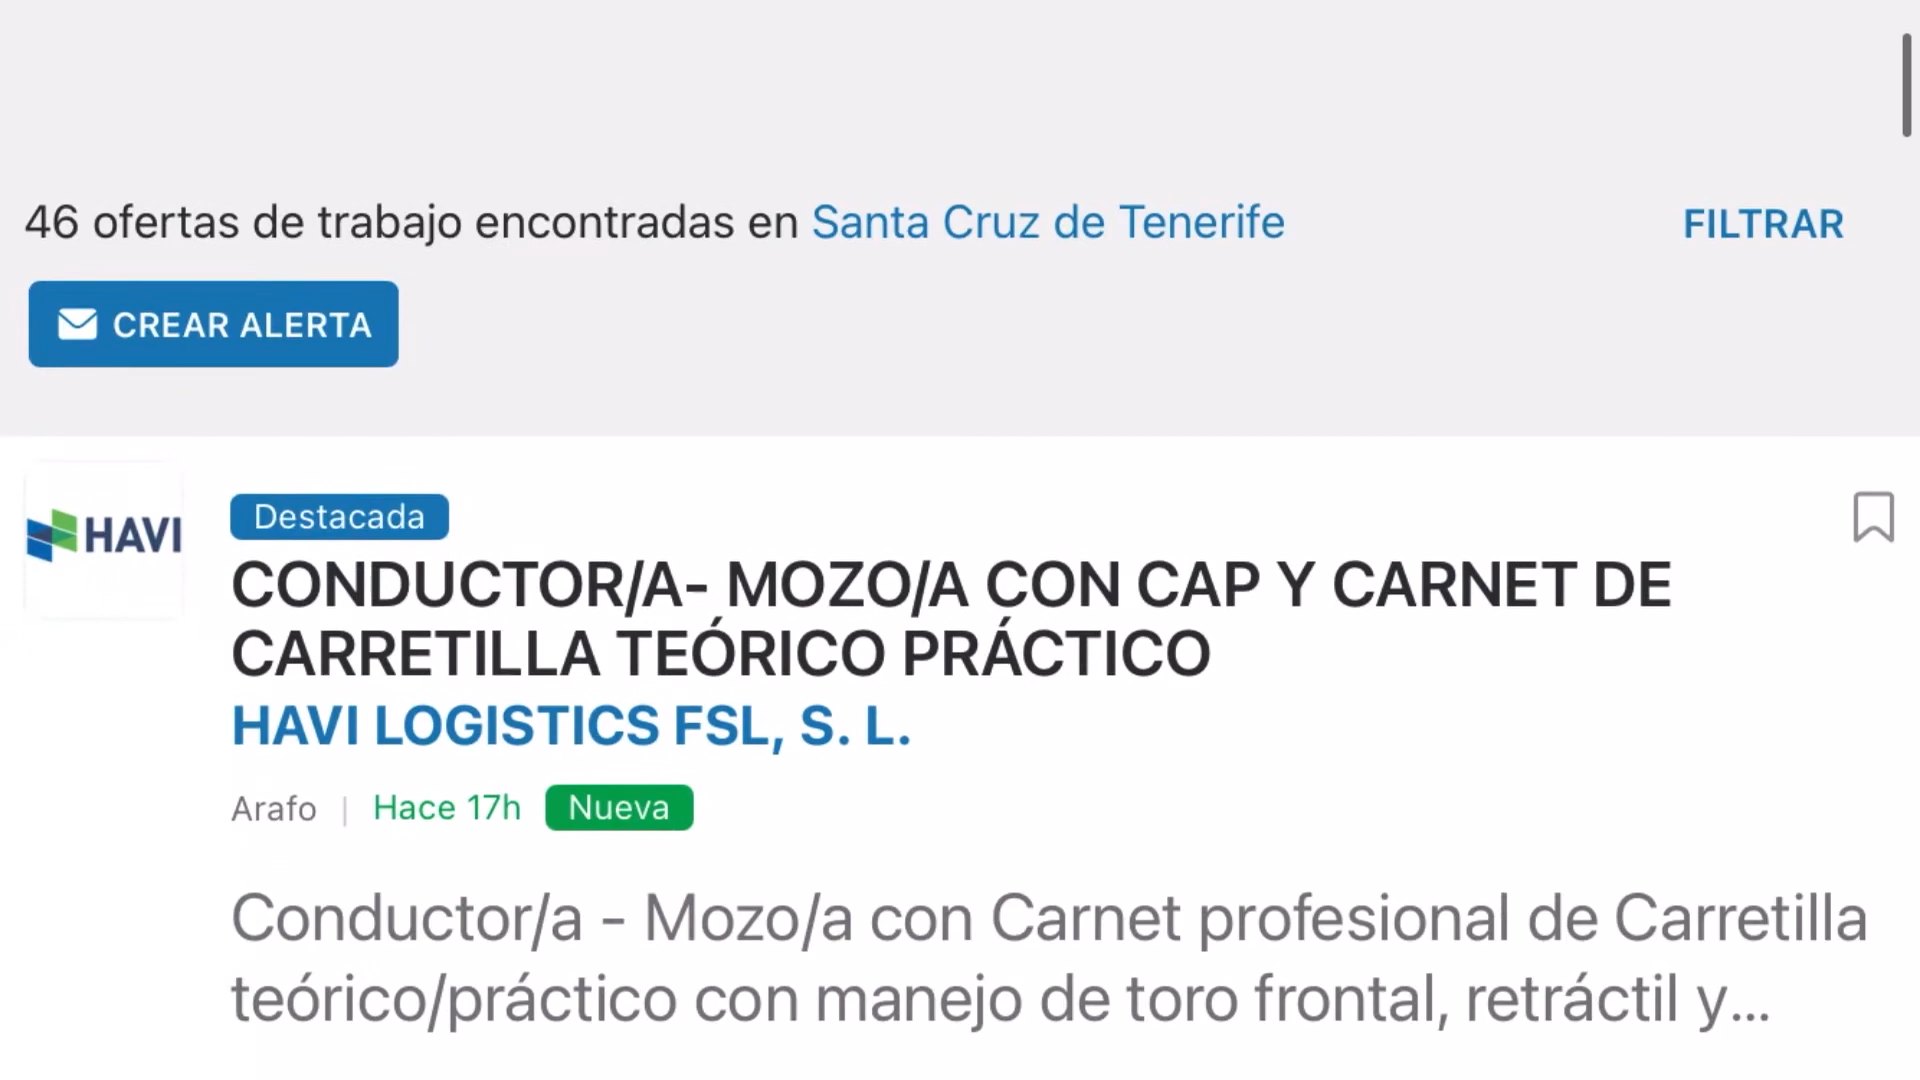 46 ofertas de trabajo encontradas en Santa Cruz de Tenerife
FILTRAR
CREAR ALERTA
HAVI
Destacada
CONDUCTOR/A- MOZO/A CON CAP Y CARNET DE
CARRETILLA TEÓRICO PRÁCTICO
HAVI LOGISTICS FSL, S. L.
Arafo | Hace 17h Nueva
Conductor/a - Mozo/a con Carnet profesional de Carretilla
teórico/práctico con manejo de toro frontal, retráctil y...